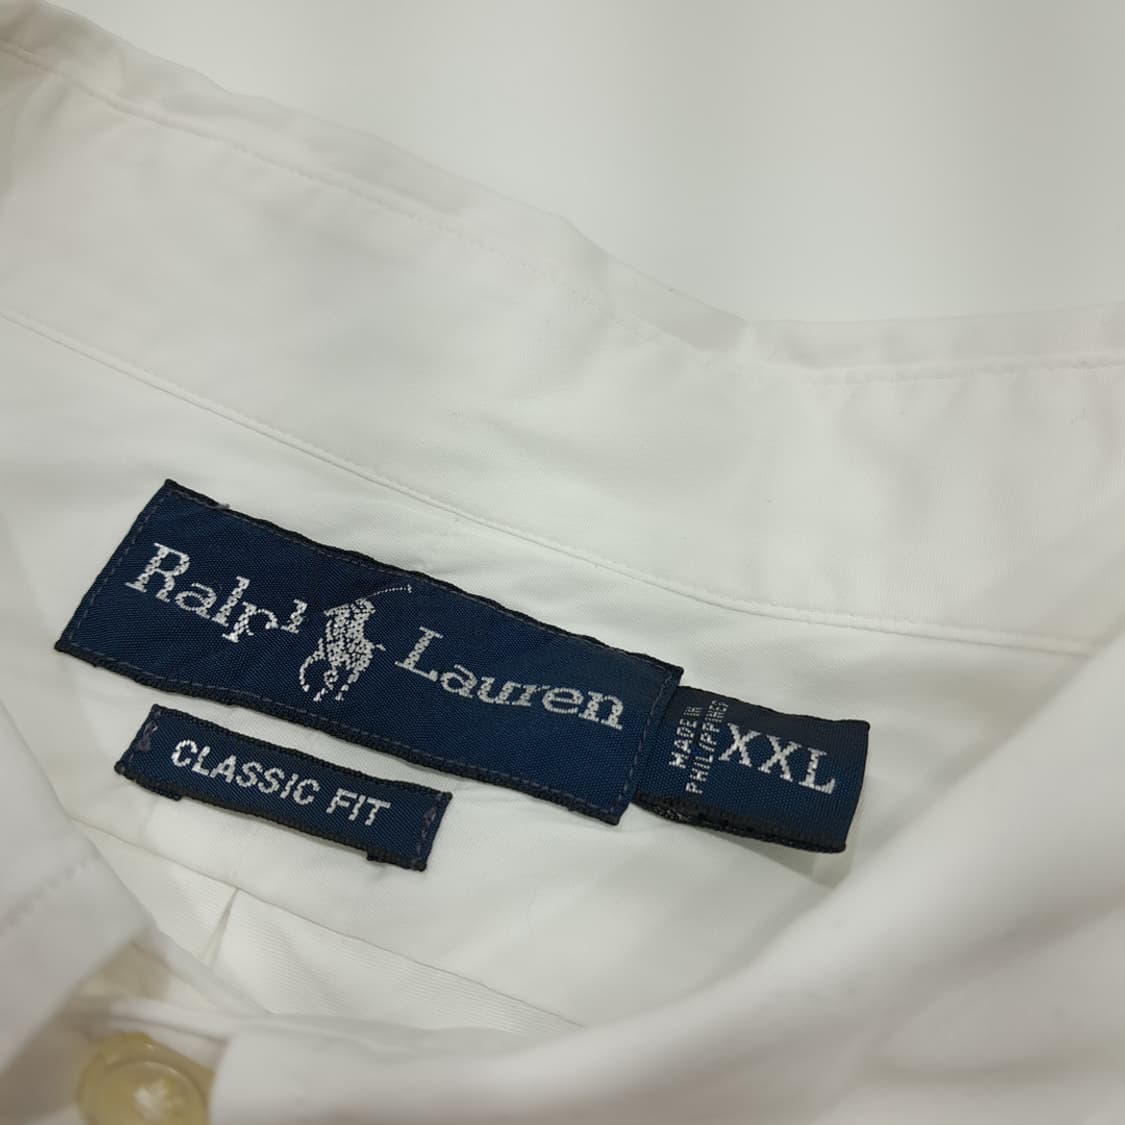 Ralph Lauren
MADE IN
PHILIPPINES
XXL
CLASSIC FIT